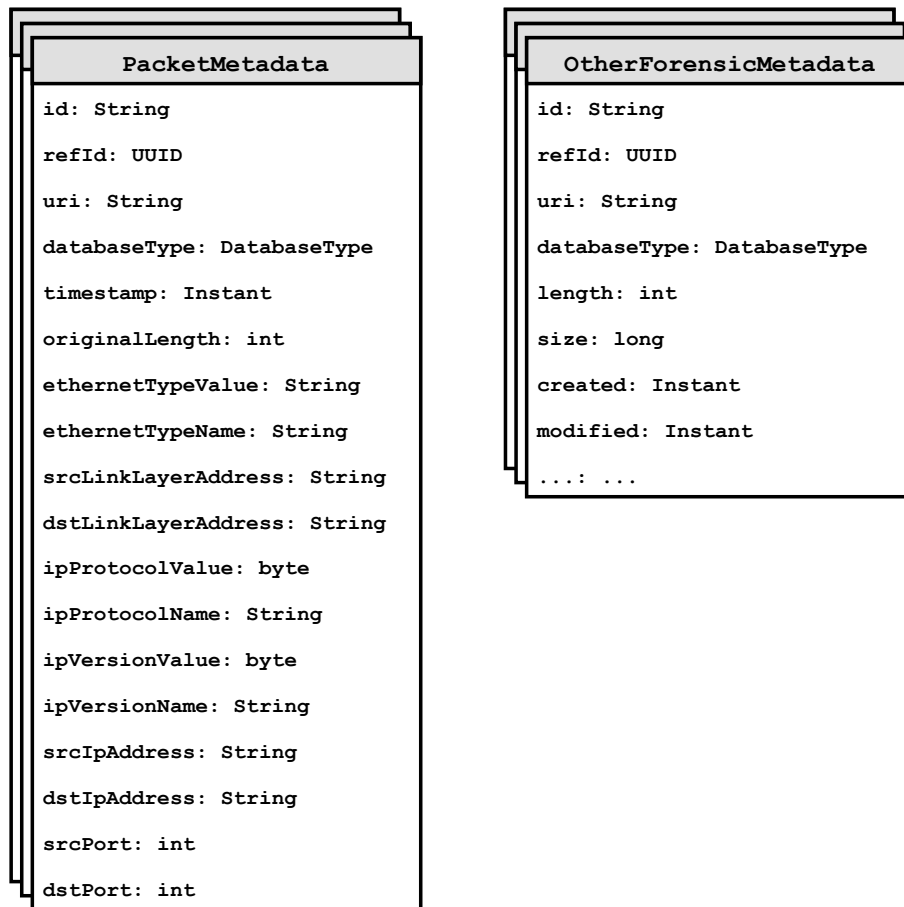 PacketMetadata
id: String
refId: UUID
uri: String
databaseType: DatabaseType
timestamp: Instant
originalLength: int
ethernetTypeValue: String
ethernetTypeName: String
srcLinkLayerAddress: String
dstLinkLayerAddress: String
ipProtocolValue: byte
ipProtocolName: String
ipVersionValue: byte
ipVersionName: String
srcIpAddress: String
dstIpAddress: String
srcPort: int
dstPort: int
OtherForensicMetadata
id: String
refId: UUID
uri: String
databaseType: DatabaseType
length: int
size: long
created: Instant
modified: Instant
...: ...